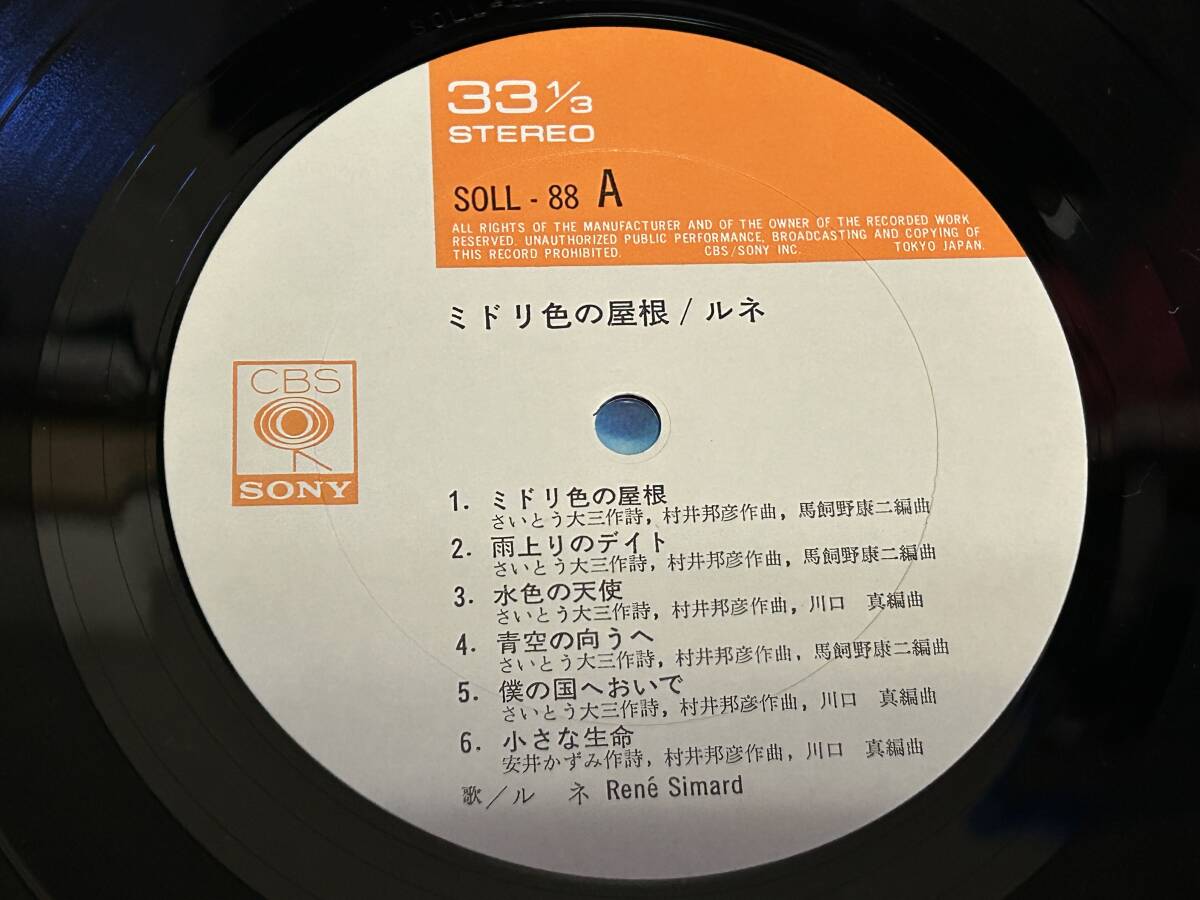 33 1/3
STEREO
SOLL - 88 A
ALL RIGHTS OF THE MANUFACTURER AND OF THE OWNER OF THE RECORDED WORK
RESERVED. UNAUTHORIZED PUBLIC PERFORMANCE, BROADCASTING AND COPYING OF
THIS RECORD PROHIBITED. CBS/SONY INC. TOKYO JAPAN.
ミドリ色の屋根/ルネ
CBS
SONY
1. ミドリ色の屋根
さいとう大三作詩, 村井邦彦作曲, 馬飼野康二編曲
2. 雨上りのデイト
さいとう大三作詩, 村井邦彦作曲, 馬飼野康二編曲
3. 水色の天使
さいとう大三作詩, 村井邦彦作曲, 川口 真編曲
4. 青空の向うへ
さいとう大三作詩, 村井邦彦作曲, 馬飼野康二編曲
5. 僕の国へおいで
さいとう大三作詩, 村井邦彦作曲, 川口 真編曲
6. 小さな生命
安井かずみ作詩, 村井邦彦作曲, 川口 真編曲
歌/ル ネ René Simard